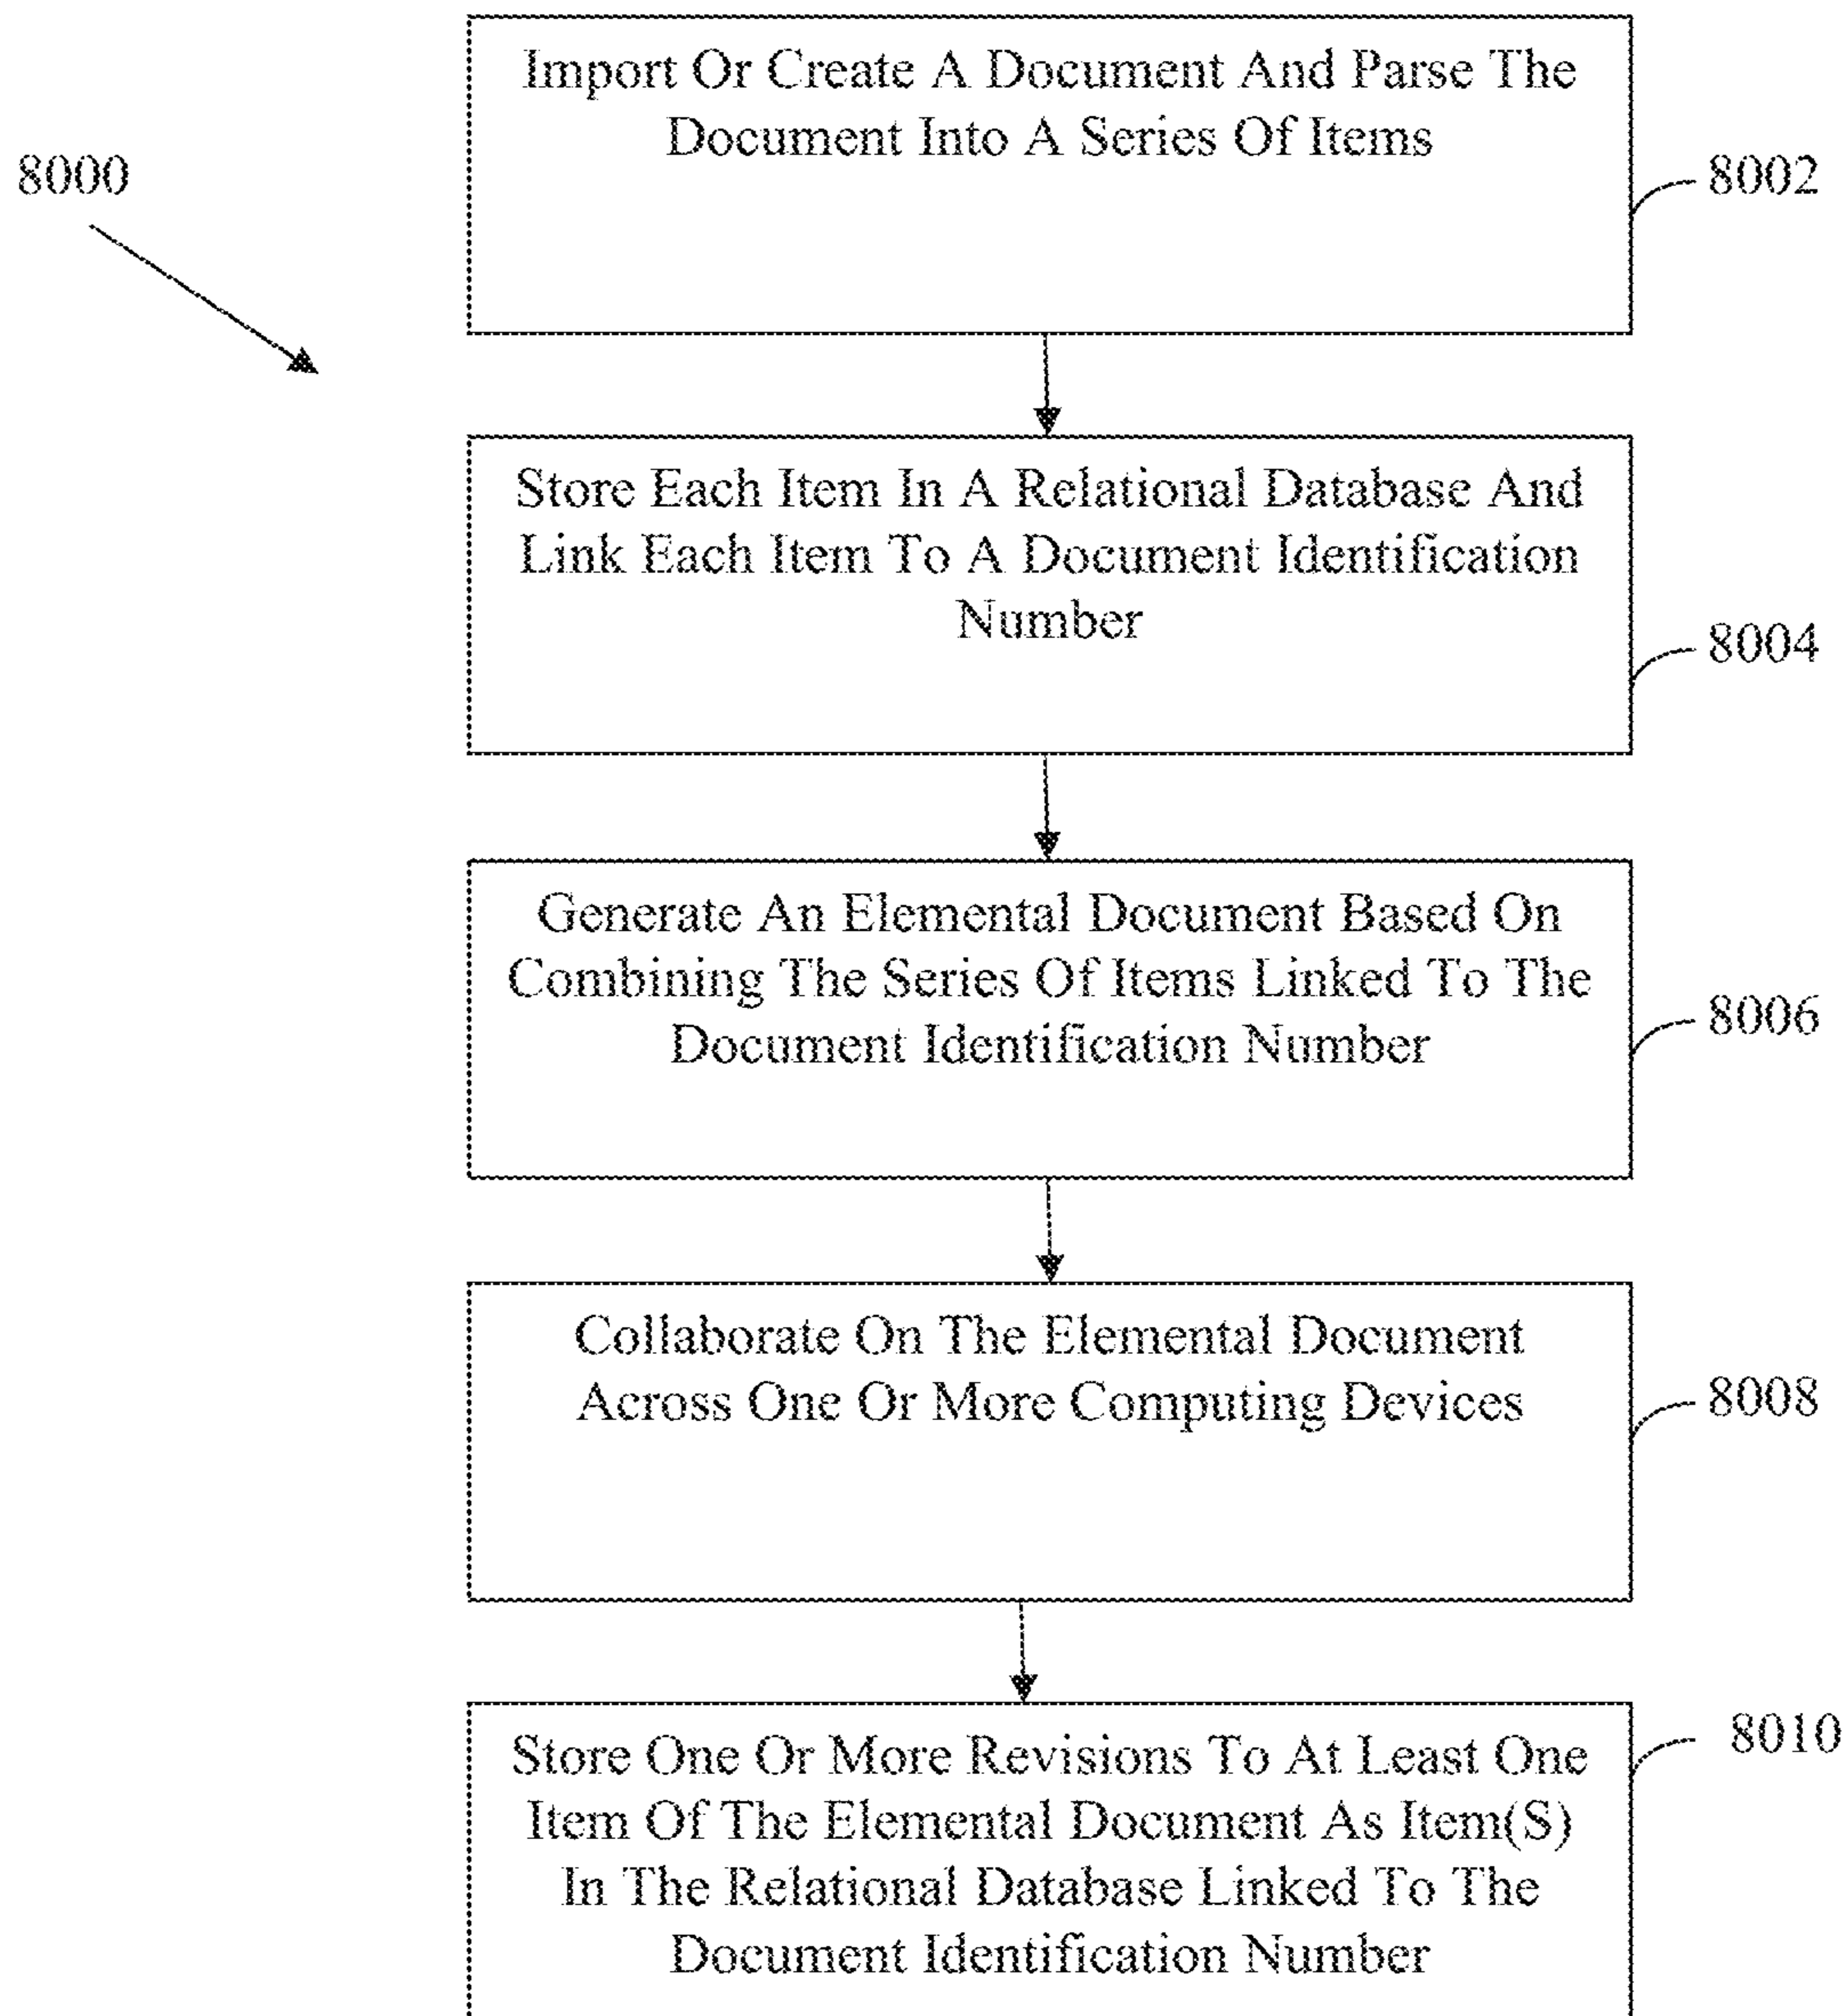 Import Or Create A Document And Parse The
Document Into A Series Of Items
8000
8002
Store Each Item In A Relational Database And
Link Each Item To A Document Identification
Number
8004
Generate An Elemental Document Based On
Combining The Series Of Items Linked To The
Document Identification Number
8006
Collaborate On The Elemental Document
Across One Or More Computing Devices
8008
Store One Or More Revisions To At Least One
Item Of The Elemental Document As Item(S)
In The Relational Database Linked To The
Document Identification Number
8010